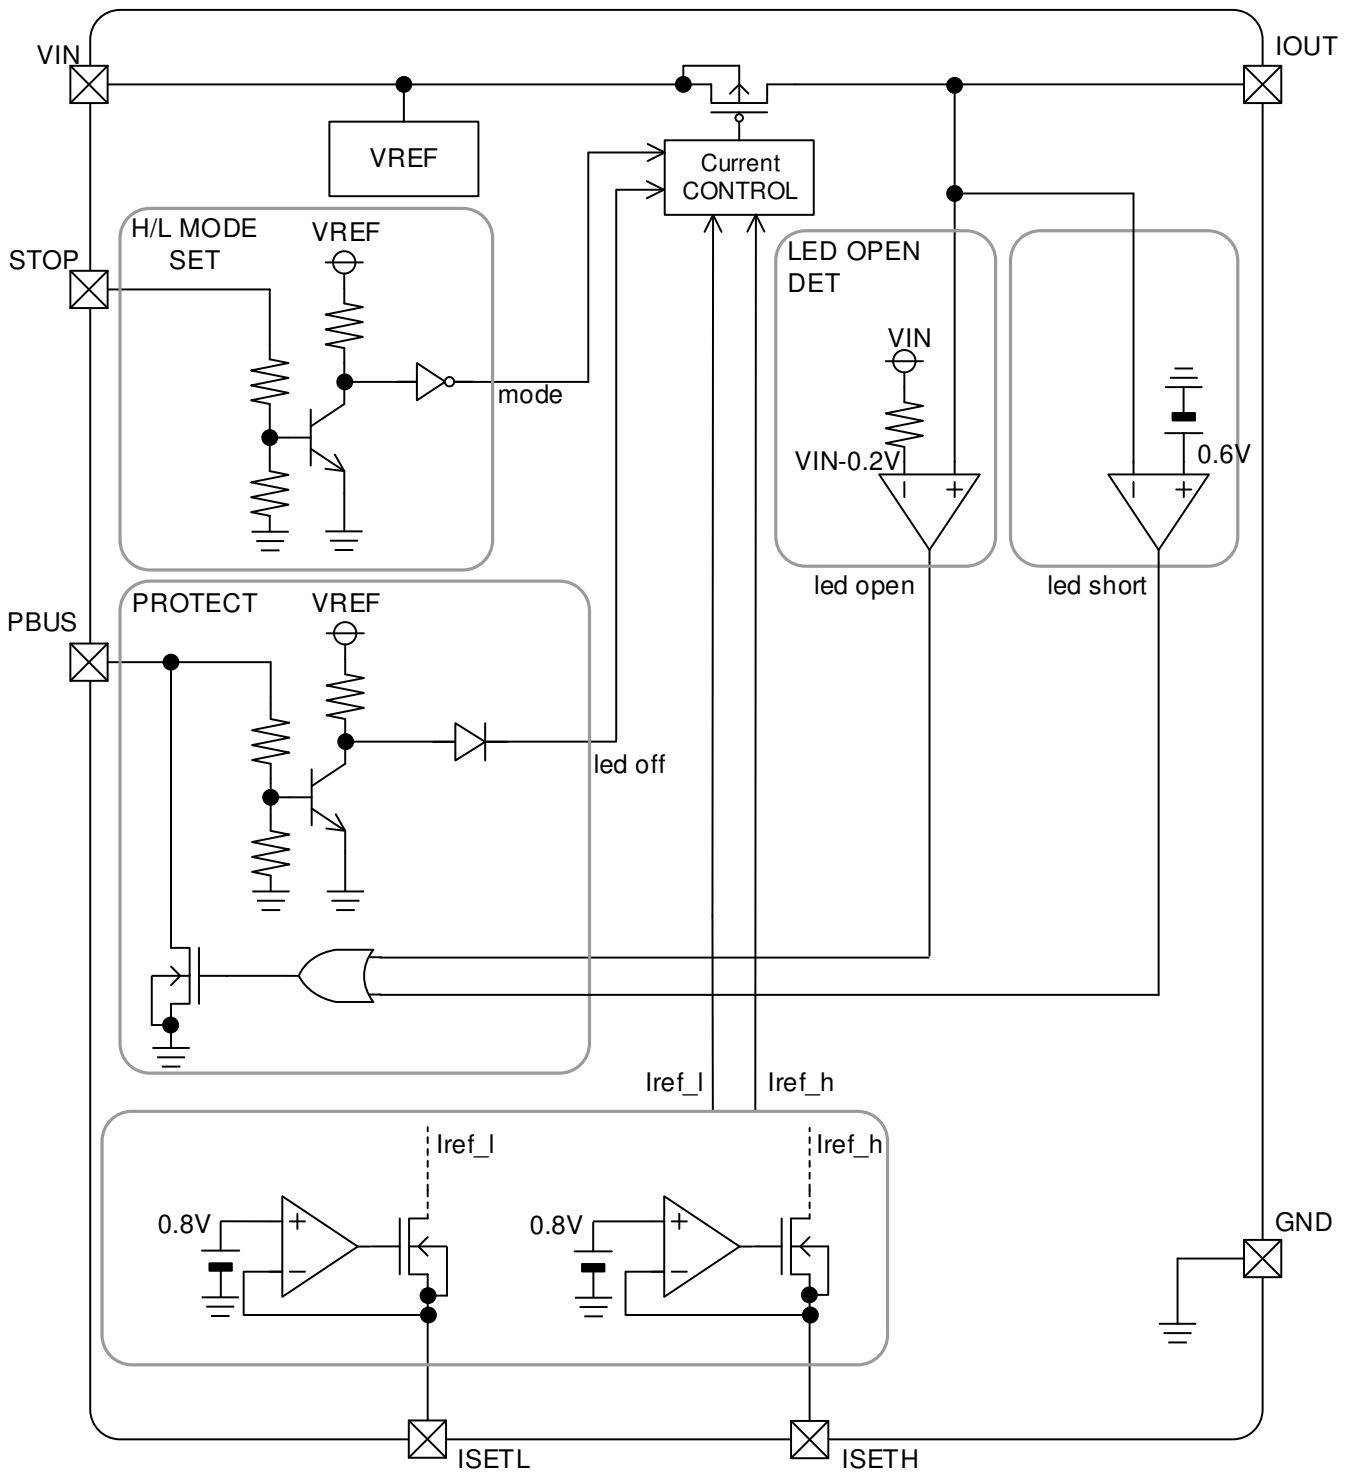 VIN
IOUT
VREF
Current
CONTROL
H/L MODE
SET
VREF
STOP
mode
LED OPEN
DET
VIN
VIN-0.2V
0.6V
− +
− +
led open
led short
PROTECT
VREF
PBUS
led off
Iref_l
Iref_h
Iref_l
Iref_h
0.8V
+
−
0.8V
+
−
GND
ISETL
ISETH